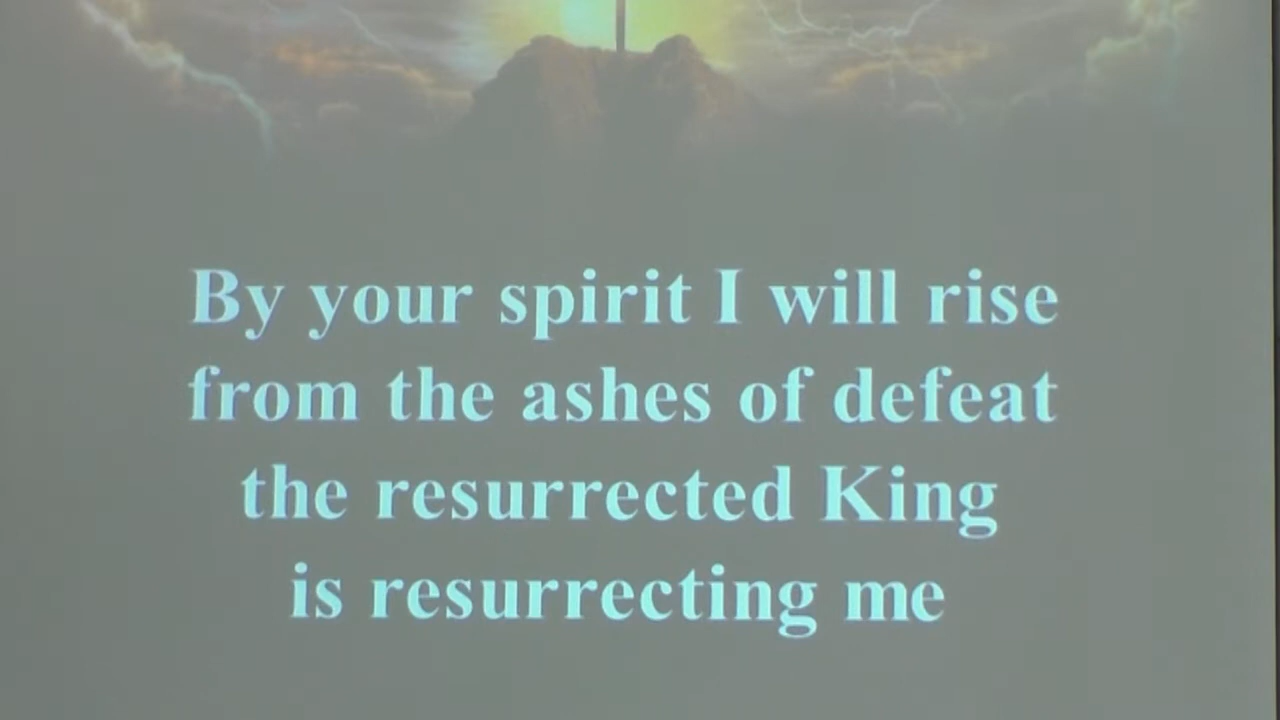 By your spirit I will rise
from the ashes of defeat
the resurrected King
is resurrecting me